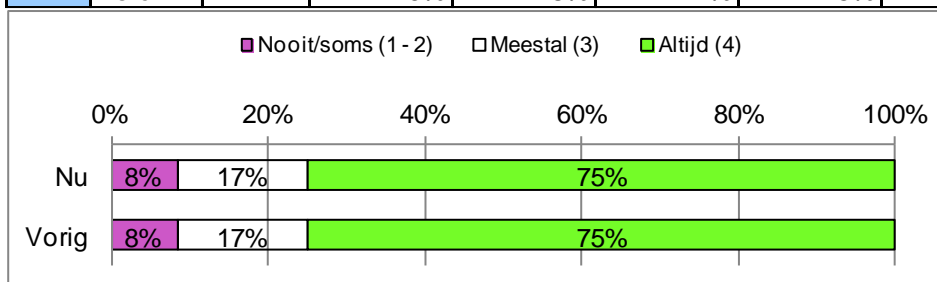 Nooit/soms (1 - 2) Meestal (3) Altijd (4)
0% 20% 40% 60% 80% 100%
Nu 8% 17% 75%
Vorig 8% 17% 75%